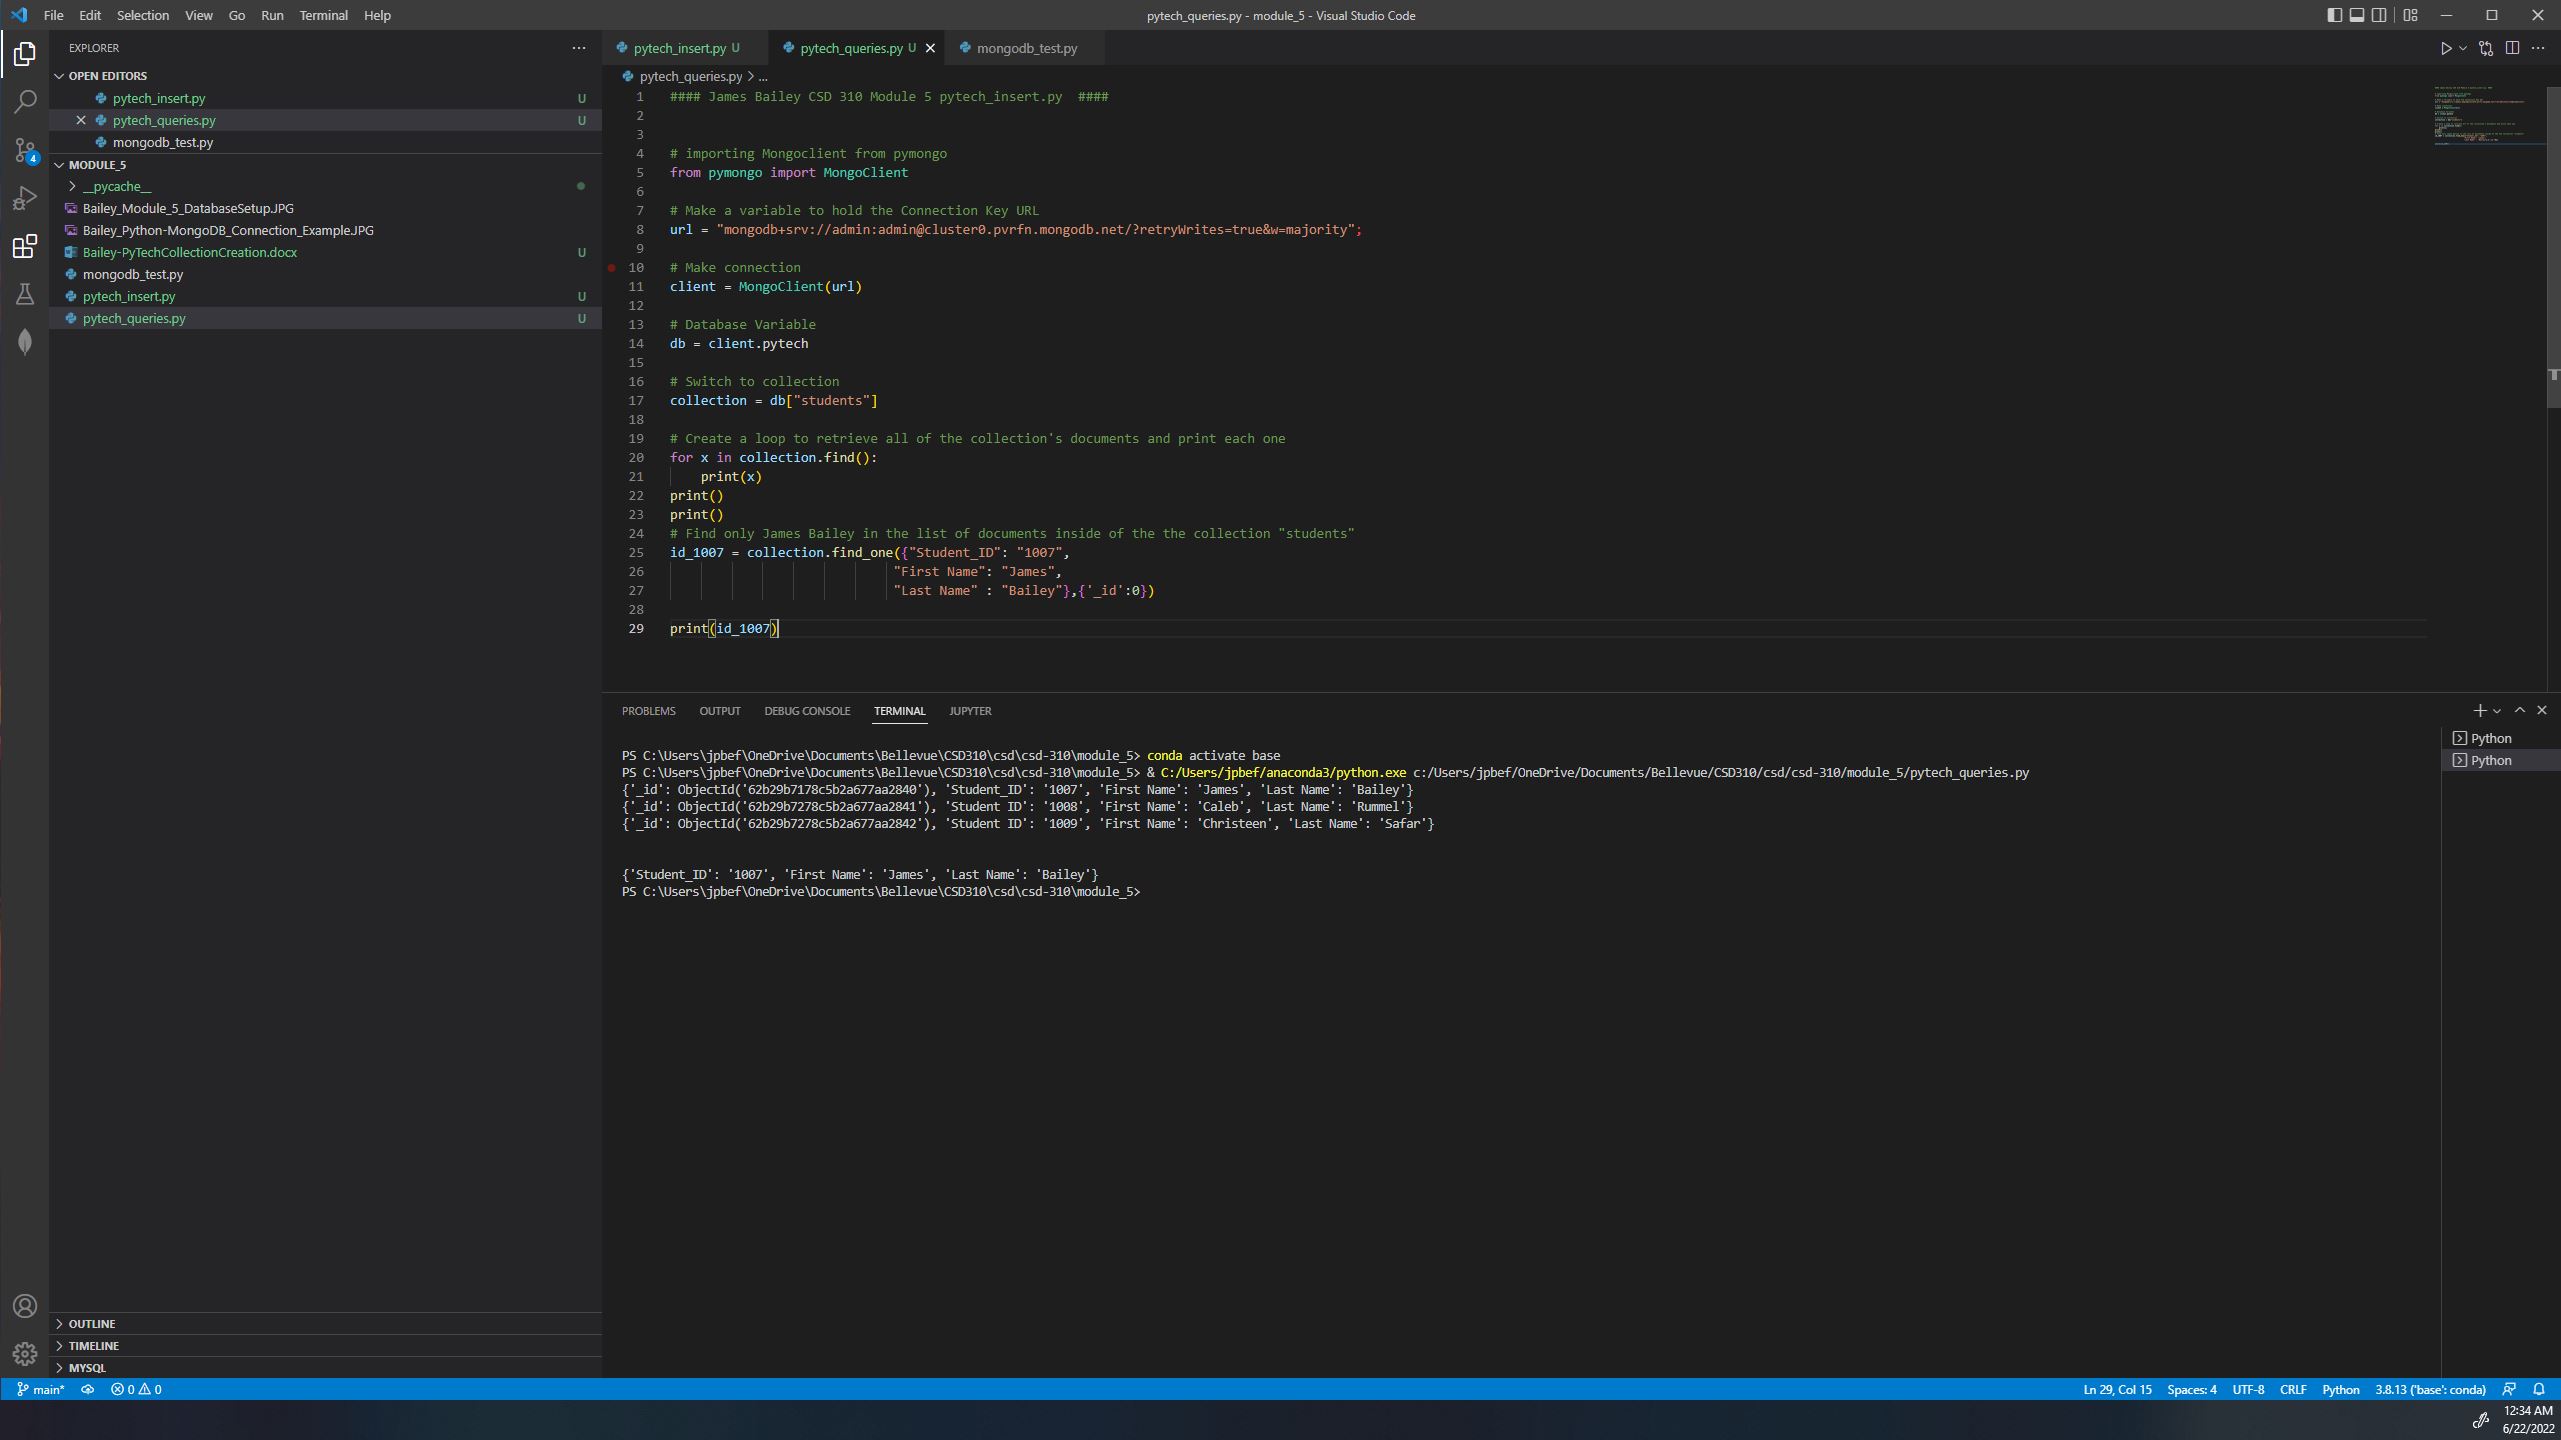 File Edit Selection View Go Run Terminal Help
pytech_queries.py - module_5 - Visual Studio Code
EXPLORER
OPEN EDITORS
pytech_insert.py U
pytech_queries.py U
mongodb_test.py
MODULE_5
__pycache__
Bailey_Module_5_DatabaseSetup.JPG
Bailey_Python-MongoDB_Connection_Example.JPG
Bailey-PyTechCollectionCreation.docx U
mongodb_test.py
pytech_insert.py U
pytech_queries.py U
4
OUTLINE
TIMELINE
MYSQL
pytech_insert.py U pytech_queries.py U mongodb_test.py
pytech_queries.py > ...
1 #### James Bailey CSD 310 Module 5 pytech_insert.py  ####
2
3
4 # importing Mongoclient from pymongo
5 from pymongo import MongoClient
6
7 # Make a variable to hold the Connection Key URL
8 url = "mongodb+srv://admin:admin@cluster0.pvrfn.mongodb.net/?retryWrites=true&w=majority";
9
10 # Make connection
11 client = MongoClient(url)
12
13 # Database Variable
14 db = client.pytech
15
16 # Switch to collection
17 collection = db["students"]
18
19 # Create a loop to retrieve all of the collection's documents and print each one
20 for x in collection.find():
21     print(x)
22 print()
23 print()
24 # Find only James Bailey in the list of documents inside of the the collection "students"
25 id_1007 = collection.find_one({"Student_ID": "1007",
26                              "First Name": "James",
27                              "Last Name" : "Bailey"},{'_id':0})
28
29 print(id_1007)
PROBLEMS OUTPUT DEBUG CONSOLE TERMINAL JUPYTER
Python
Python
PS C:\Users\jpbef\OneDrive\Documents\Bellevue\CSD310\csd\csd-310\module_5> conda activate base
PS C:\Users\jpbef\OneDrive\Documents\Bellevue\CSD310\csd\csd-310\module_5> & C:/Users/jpbef/anaconda3/python.exe c:/Users/jpbef/OneDrive/Documents/Bellevue/CSD310/csd/csd-310/module_5/pytech_queries.py
{'_id': ObjectId('62b29b7178c5b2a677aa2840'), 'Student_ID': '1007', 'First Name': 'James', 'Last Name': 'Bailey'}
{'_id': ObjectId('62b29b7278c5b2a677aa2841'), 'Student ID': '1008', 'First Name': 'Caleb', 'Last Name': 'Rummel'}
{'_id': ObjectId('62b29b7278c5b2a677aa2842'), 'Student ID': '1009', 'First Name': 'Christeen', 'Last Name': 'Safar'}
{'Student_ID': '1007', 'First Name': 'James', 'Last Name': 'Bailey'}
PS C:\Users\jpbef\OneDrive\Documents\Bellevue\CSD310\csd\csd-310\module_5>
main* 0 0 Ln 29, Col 15 Spaces: 4 UTF-8 CRLF Python 3.8.13 ('base': conda)
12:34 AM
6/22/2022